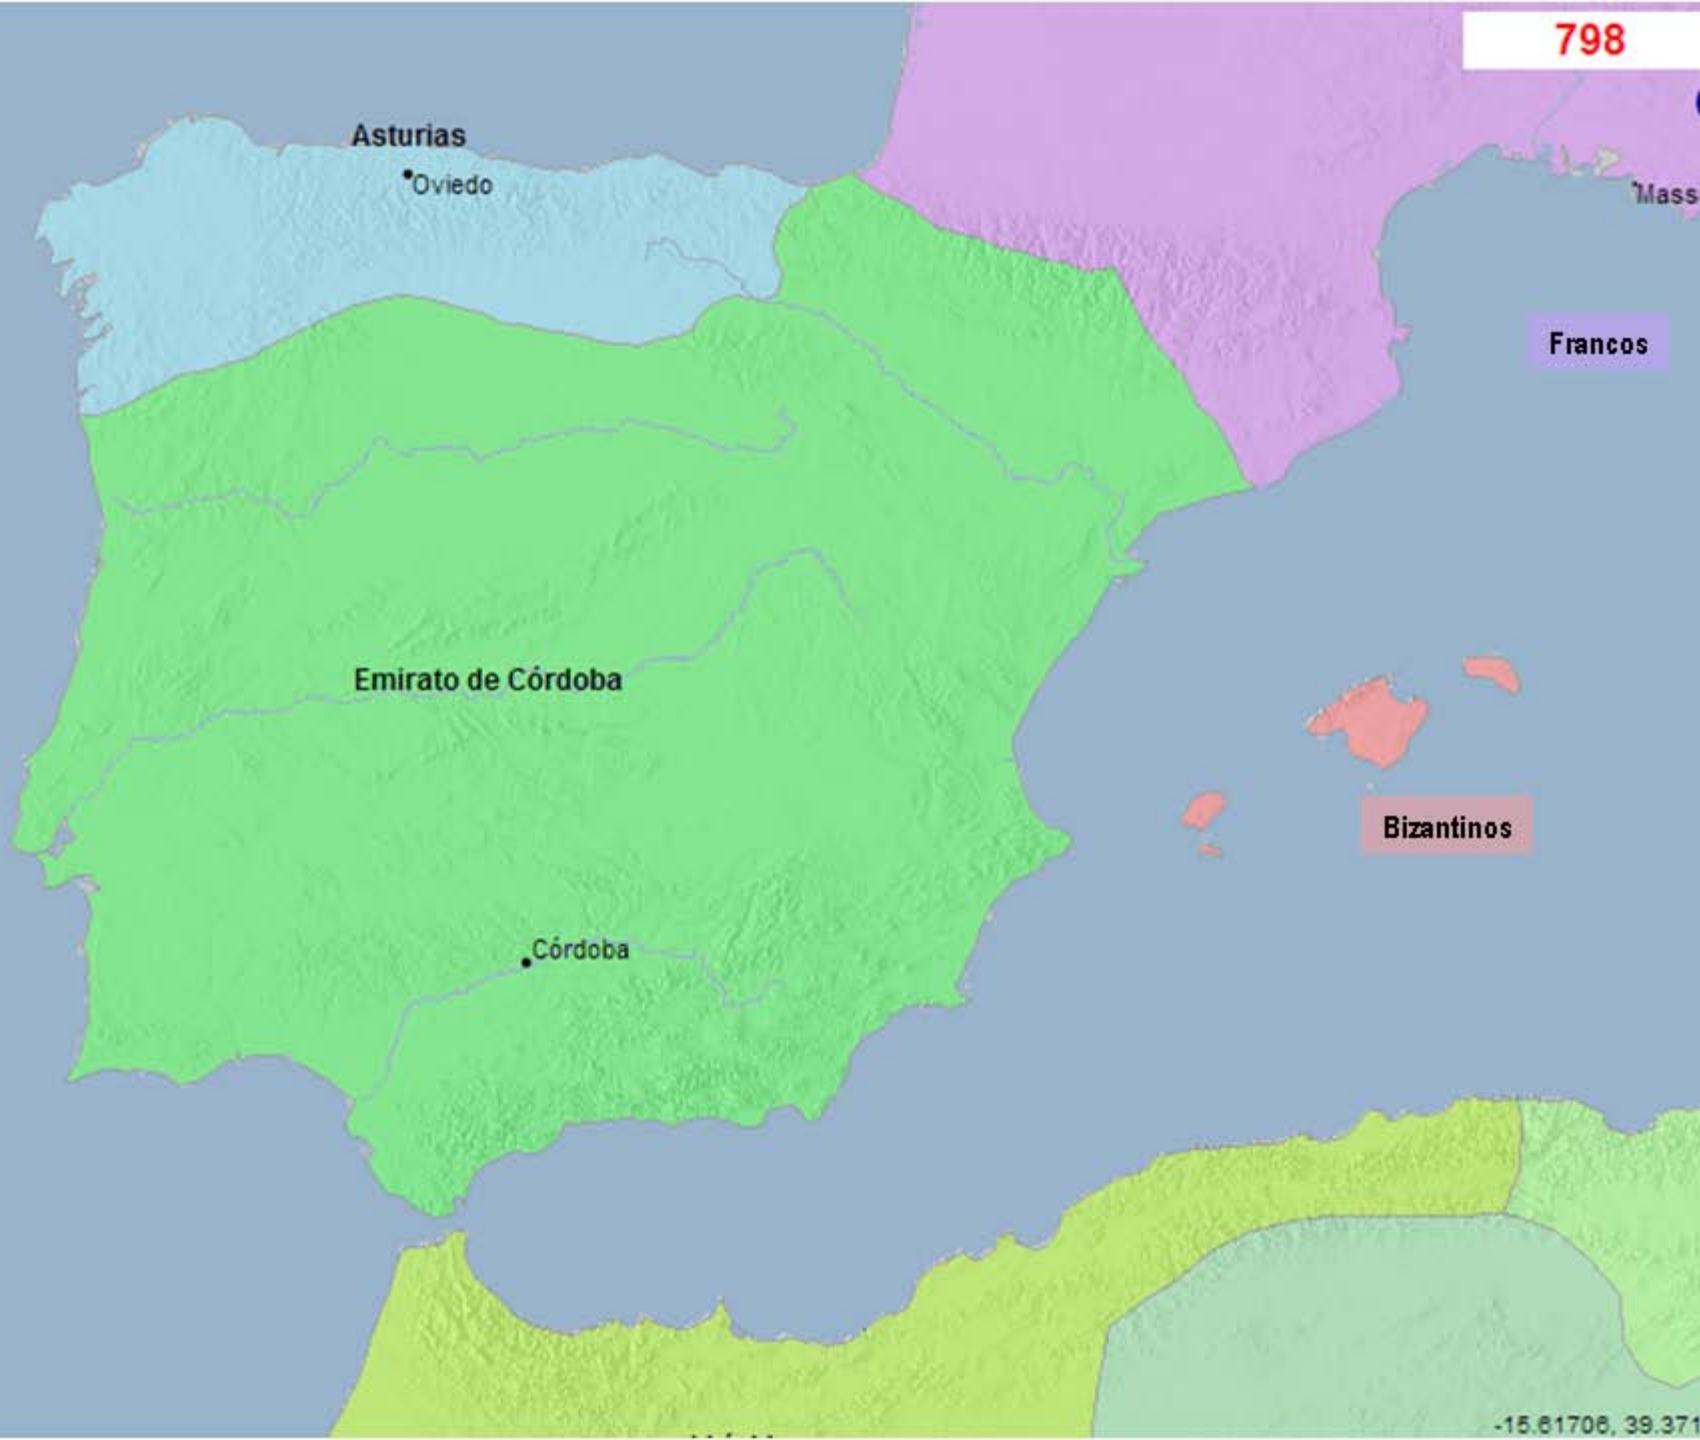 798
Asturias
Oviedo
Mass
Francos
Emirato de Córdoba
Bizantinos
Córdoba
-15.61706, 39.371